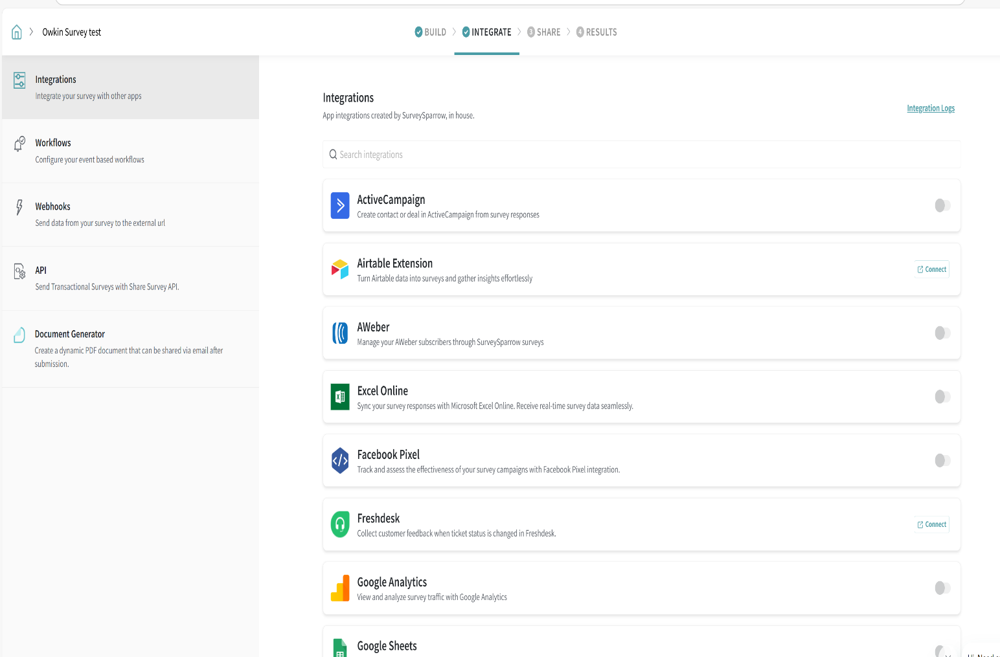 Owkin Survey test
BUILD
INTEGRATE
3 SHARE
4 RESULTS
Integrations
Integrate your survey with other apps
Workflows
Configure your event based workflows
Webhooks
Send data from your survey to the external url
API
Send Transactional Surveys with Share Survey API.
Document Generator
Create a dynamic PDF document that can be shared via email after
submission.
Integrations
App integrations created by SurveySparrow, in house.
Integration Logs
Search integrations
ActiveCampaign
Create contact or deal in ActiveCampaign from survey responses
Airtable Extension
Turn Airtable data into surveys and gather insights effortlessly
Connect
AWeber
Manage your AWeber subscribers through SurveySparrow surveys
Excel Online
Sync your survey responses with Microsoft Excel Online. Receive real-time survey data seamlessly.
Facebook Pixel
Track and assess the effectiveness of your survey campaigns with Facebook Pixel integration.
Freshdesk
Collect customer feedback when ticket status is changed in Freshdesk.
Connect
Google Analytics
View and analyze survey traffic with Google Analytics
Google Sheets